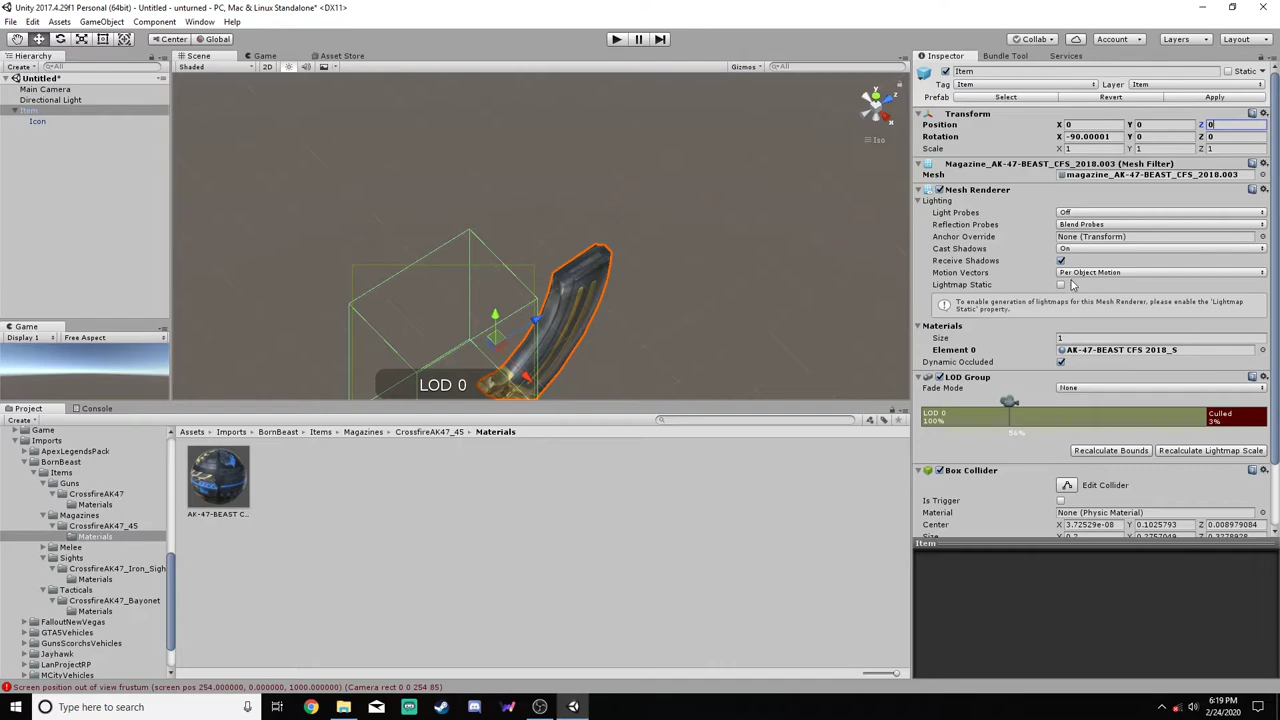 Unity 2017.4.29f1 Personal (64bit) - Untitled - unturned - PC, Mac & Linux Standalone* <DX11>
File Edit Assets GameObject Component Window Help
Center Global Collab Account Layers Layout
Hierarchy Scene Game Asset Store Inspector Bundle Tool Services
Create All Shaded 2D Gizmos All
Item Static
Untitled*
Main Camera
Directional Light
Item
Icon
Tag Item Layer Item
Prefab Select Revert Apply
Transform
Position X 0 Y 0 Z 0
Rotation X -90.00001 Y 0 Z 0
Scale X 1 Y 1 Z 1
y
z
x
Iso
Magazine_AK-47-BEAST_CFS_2018.003 (Mesh Filter)
Mesh magazine_AK-47-BEAST_CFS_2018.003
Mesh Renderer
Lighting
Light Probes Off
Reflection Probes Blend Probes
Anchor Override None (Transform)
Cast Shadows On
Receive Shadows
Motion Vectors Per Object Motion
Lightmap Static
To enable generation of lightmaps for this Mesh Renderer, please enable the 'Lightmap
Static' property.
Materials
Size 1
Element 0 AK-47-BEAST CFS 2018_S
Dynamic Occluded
LOD Group
Fade Mode None
LOD 0
100%
Culled
3%
56%
Recalculate Bounds Recalculate Lightmap Scale
Box Collider
Edit Collider
Is Trigger
Material None (Physic Material)
Center X 3.72529e-08 Y 0.1025793 Z 0.008979084
Size X 0.2 Y 0.2757049 Z 0.3278928
Item
LOD 0
Game
Display 1 Free Aspect
Project Console
Create
Game
Imports
ApexLegendsPack
BornBeast
Items
Guns
CrossfireAK47
Materials
Magazines
CrossfireAK47_45
Materials
Melee
Sights
CrossfireAK47_Iron_Sigh
Materials
Tacticals
CrossfireAK47_Bayonet
Materials
FalloutNewVegas
GTA5Vehicles
GunsScorchsVehicles
Jayhawk
LanProjectRP
MCityVehicles
Assets Imports BornBeast Items Magazines CrossfireAK47_45 Materials
AK-47-BEAST C...
Screen position out of view frustum (screen pos 254.000000, 0.000000, 1000.000000) (Camera rect 0 0 254 85)
Type here to search
6:19 PM
2/24/2020